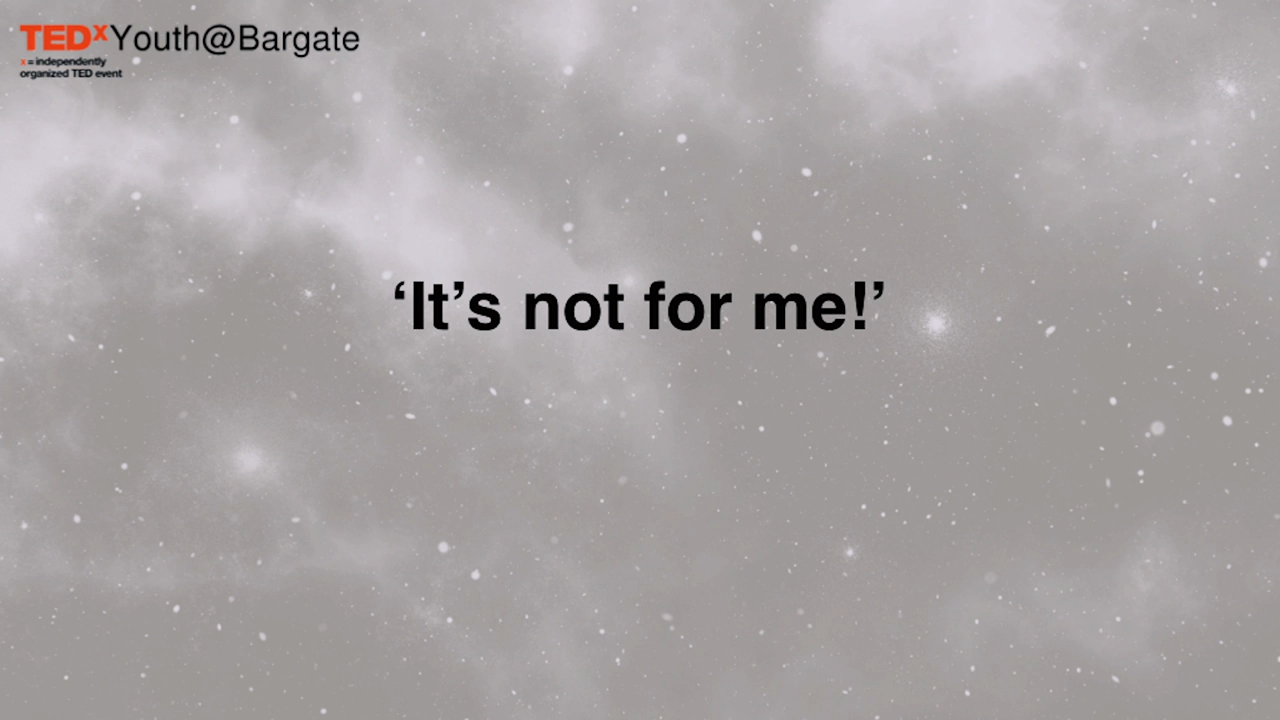 TEDxYouth@Bargate
x = independently
organized TED event
‘It’s not for me!’